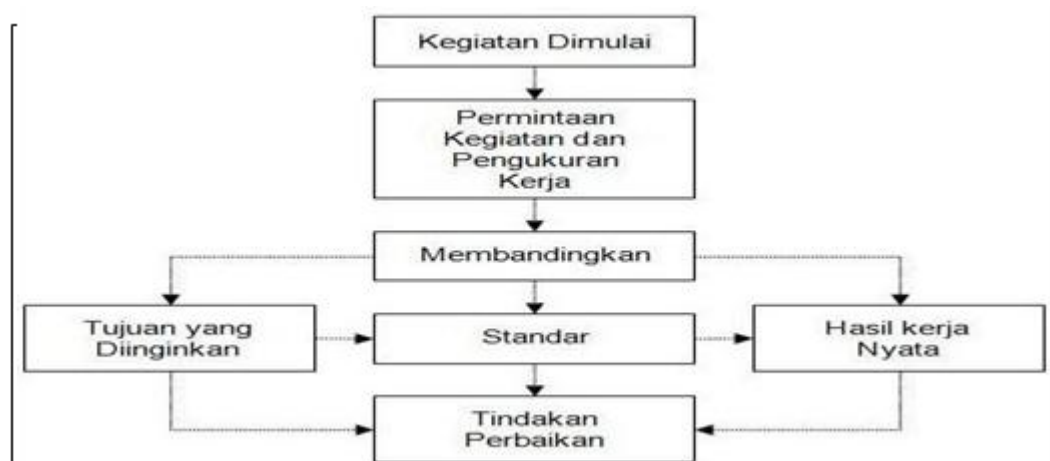 Kegiatan Dimulai
Permintaan
Kegiatan dan
Pengukuran
Kerja
Membandingkan
Tujuan yang
Diinginkan
Standar
Hasil kerja
Nyata
Tindakan
Perbaikan